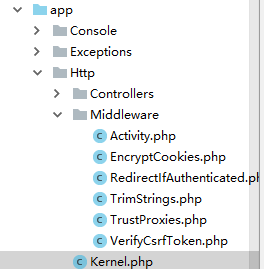 app
Console
Exceptions
Http
Controllers
Middleware
Activity.php
EncryptCookies.php
RedirectIfAuthenticated.ph
TrimStrings.php
TrustProxies.php
VerifyCsrfToken.php
Kernel.php